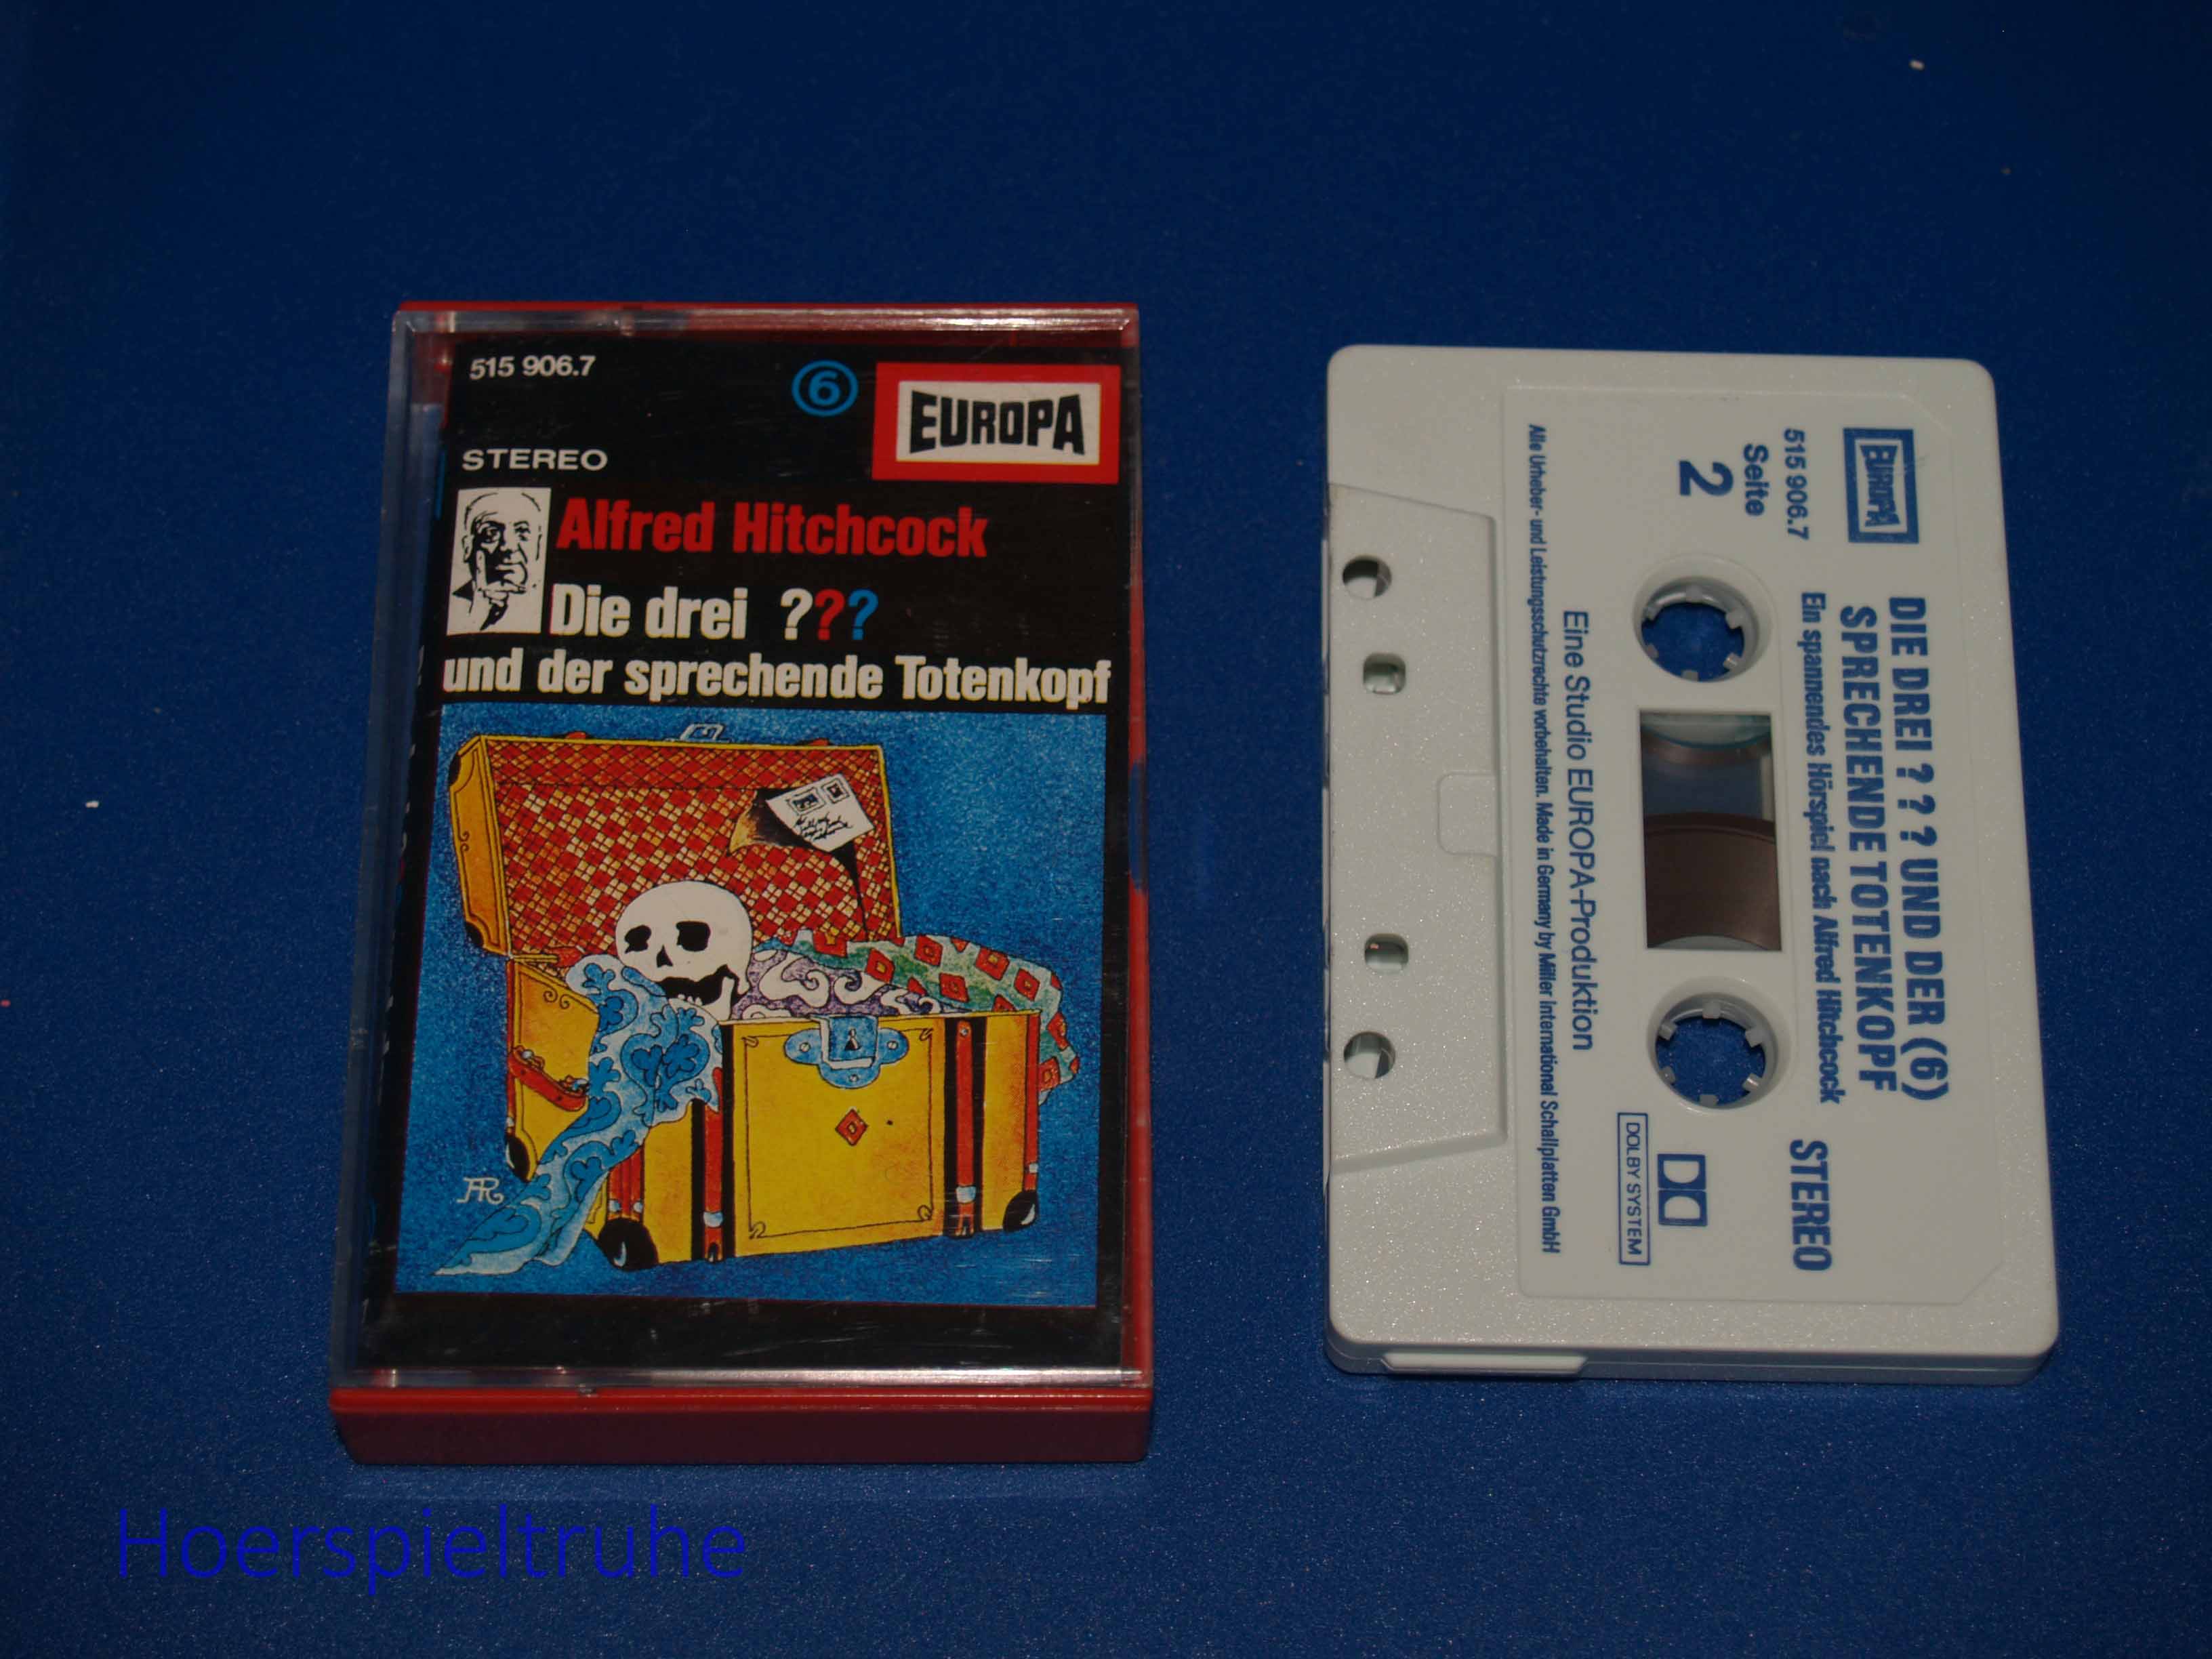 515 906.7
6
EUROPA
STEREO
Alfred Hitchcock
Die drei ???
und der sprechende Totenkopf
AR
EUROPA
515 906.7
Seite
2
DIE DREI ? ? ? UND DER (6)
SPRECHENDE TOTENKOPF
Ein spannendes Hörspiel nach Alfred Hitchcock
STEREO
DOLBY SYSTEM
Eine Studio EUROPA-Produktion
Alle Urheber- und Leistungsschutzrechte vorbehalten. Made in Germany by Miller International Schallplatten GmbH
Hoerspieltruhe